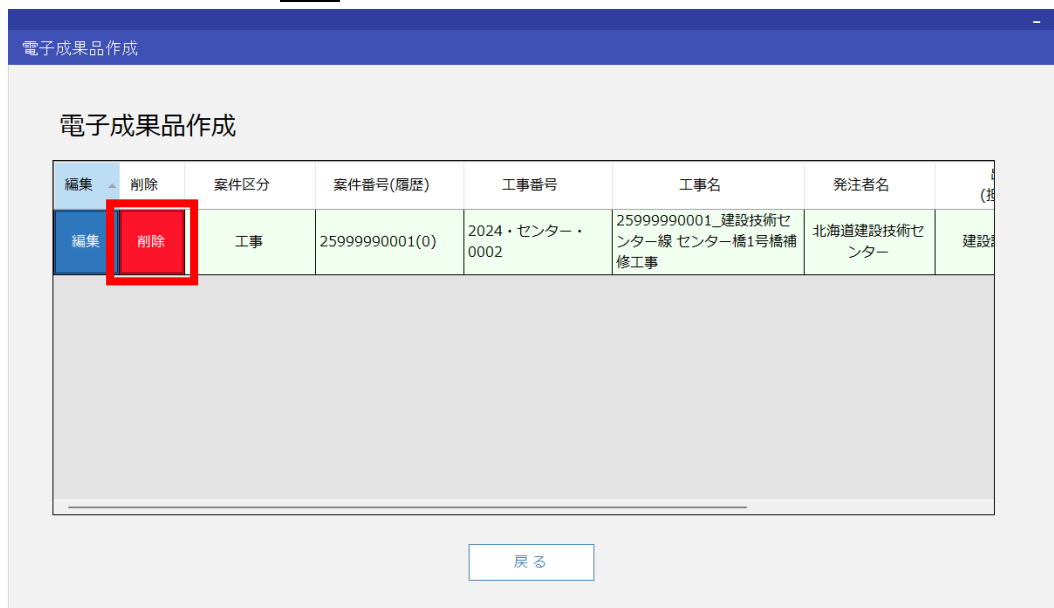 電子成果品作成
電子成果品作成
編集 削除 案件区分 案件番号(履歴) 工事番号 工事名 発注者名
編集 削除 工事 25999990001(0) 2024・センター・
0002 25999990001_建設技術セ
ンター線 センター橋1号橋補
修工事 北海道建設技術セ
ンター 建設
戻る